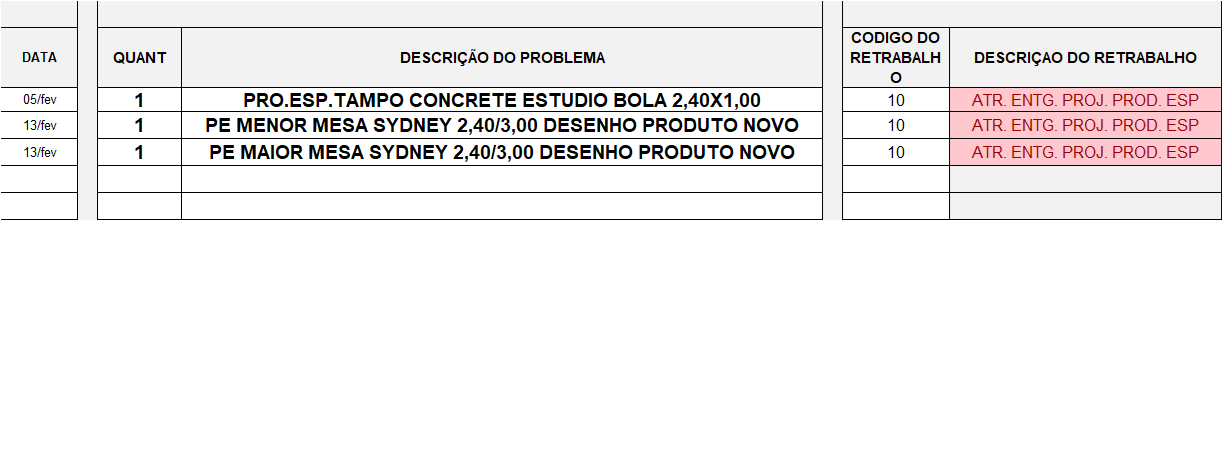 DATA QUANT DESCRIÇÃO DO PROBLEMA CODIGO DO RETRABALH O DESCRIÇAO DO RETRABALHO
05/fev 1 PRO.ESP.TAMPO CONCRETE ESTUDIO BOLA 2,40X1,00 10 ATR. ENTG. PROJ. PROD. ESP
13/fev 1 PE MENOR MESA SYDNEY 2,40/3,00 DESENHO PRODUTO NOVO 10 ATR. ENTG. PROJ. PROD. ESP
13/fev 1 PE MAIOR MESA SYDNEY 2,40/3,00 DESENHO PRODUTO NOVO 10 ATR. ENTG. PROJ. PROD. ESP